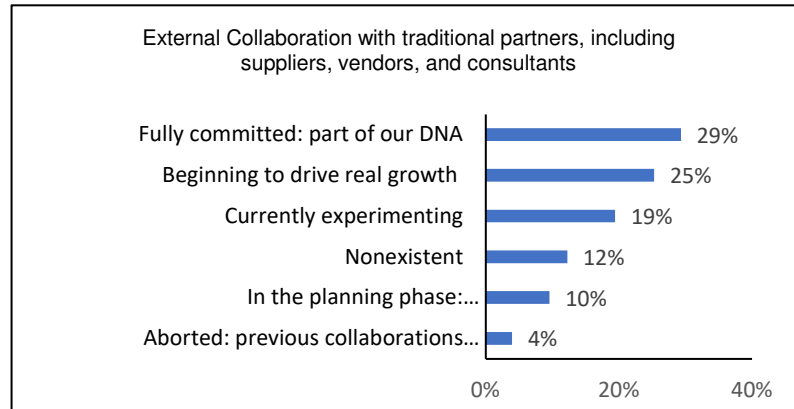 External Collaboration with traditional partners, including
suppliers, vendors, and consultants
Fully committed: part of our DNA 29%
Beginning to drive real growth 25%
Currently experimenting 19%
Nonexistent 12%
In the planning phase:... 10%
Aborted: previous collaborations... 4%
0% 20% 40%